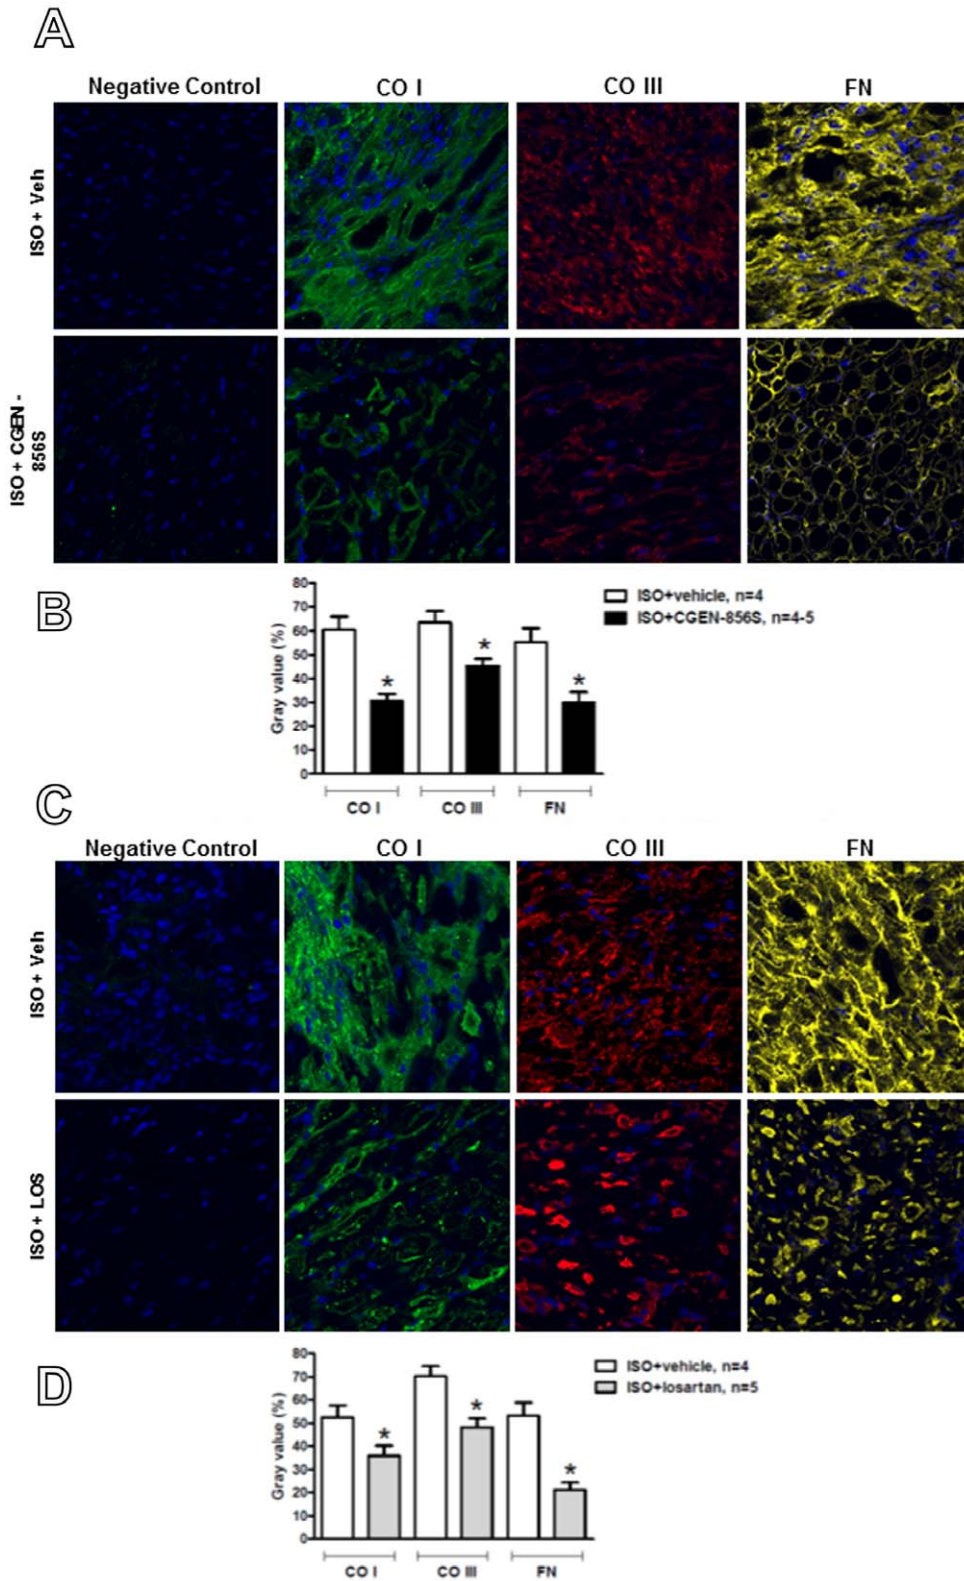 A
Negative Control CO I CO III FN
ISO + Veh
ISO + CGEN -
856S
B
80
70
60
50
40
30
20
10
0
Gray value (%)
* * *
ISO+vehicle, n=4
ISO+CGEN-856S, n=4-5
CO I CO III FN
C
Negative Control CO I CO III FN
ISO + Veh
ISO + LOS
D
80
70
60
50
40
30
20
10
0
Gray value (%)
* * *
ISO+vehicle, n=4
ISO+losartan, n=5
CO I CO III FN